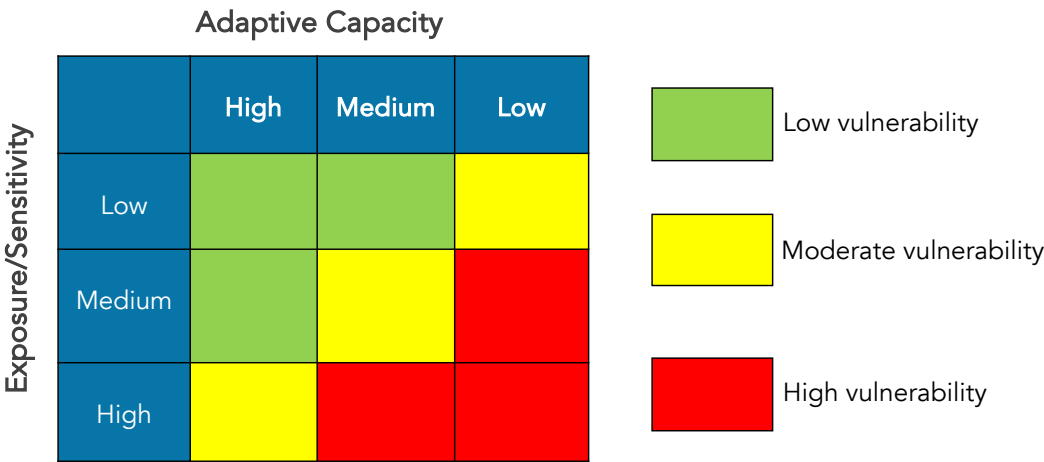 Adaptive Capacity
Exposure/Sensitivity
High Medium Low
Low
Medium
High
Low vulnerability
Moderate vulnerability
High vulnerability